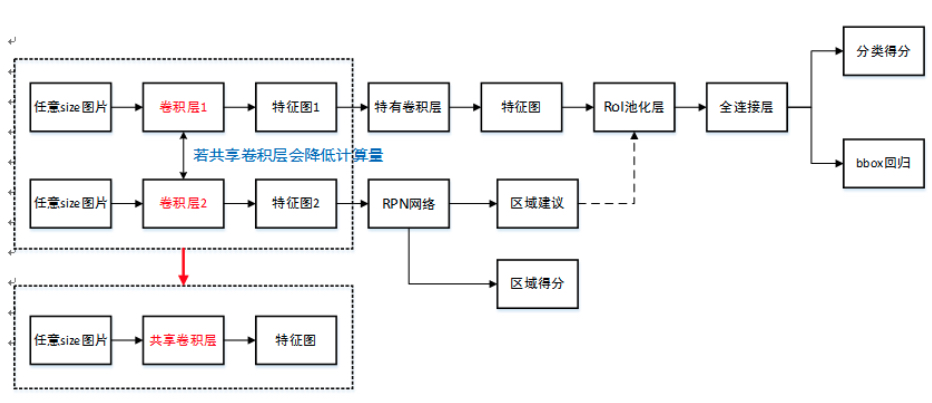 分类得分
任意size图片
卷积层1
特征图1
特有卷积层
特征图
RoI池化层
全连接层
若共享卷积层会降低计算量
bbox回归
任意size图片
卷积层2
特征图2
RPN网络
区域建议
区域得分
任意size图片
共享卷积层
特征图